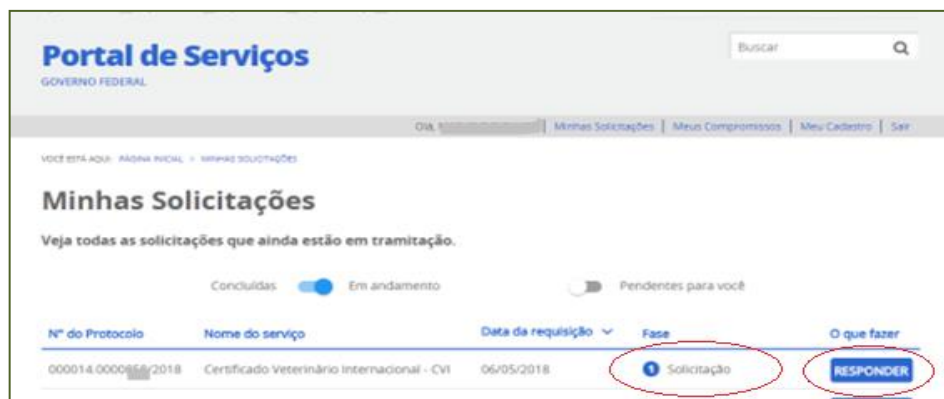 Portal de Serviços
GOVERNO FEDERAL
Buscar
Olá, | Minhas Solicitações | Meus Compromissos | Meu Cadastro | Sair
VOCÊ ESTÁ AQUI: PÁGINA INICIAL > MINHAS SOLICITAÇÕES
Minhas Solicitações
Veja todas as solicitações que ainda estão em tramitação.
Concluídas Em andamento Pendentes para você
Nº do Protocolo Nome do serviço Data da requisição Fase O que fazer
/2018 Certificado Veterinário Internacional - CVI 06/05/2018 1 Solicitação RESPONDER